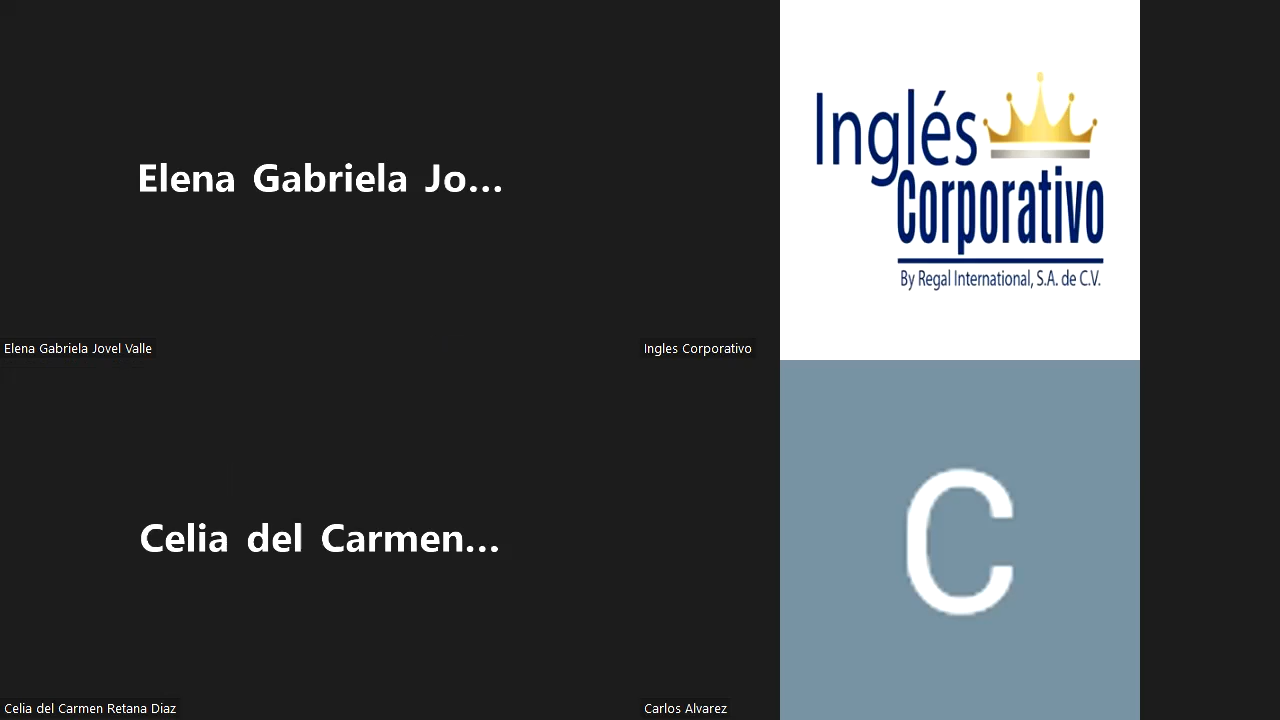 Elena Gabriela Jo...
Elena Gabriela Jovel Valle
Inglés
Corporativo
By Regal International, S.A. de C.V.
Ingles Corporativo
Celia del Carmen...
Celia del Carmen Retana Diaz
C
Carlos Alvarez